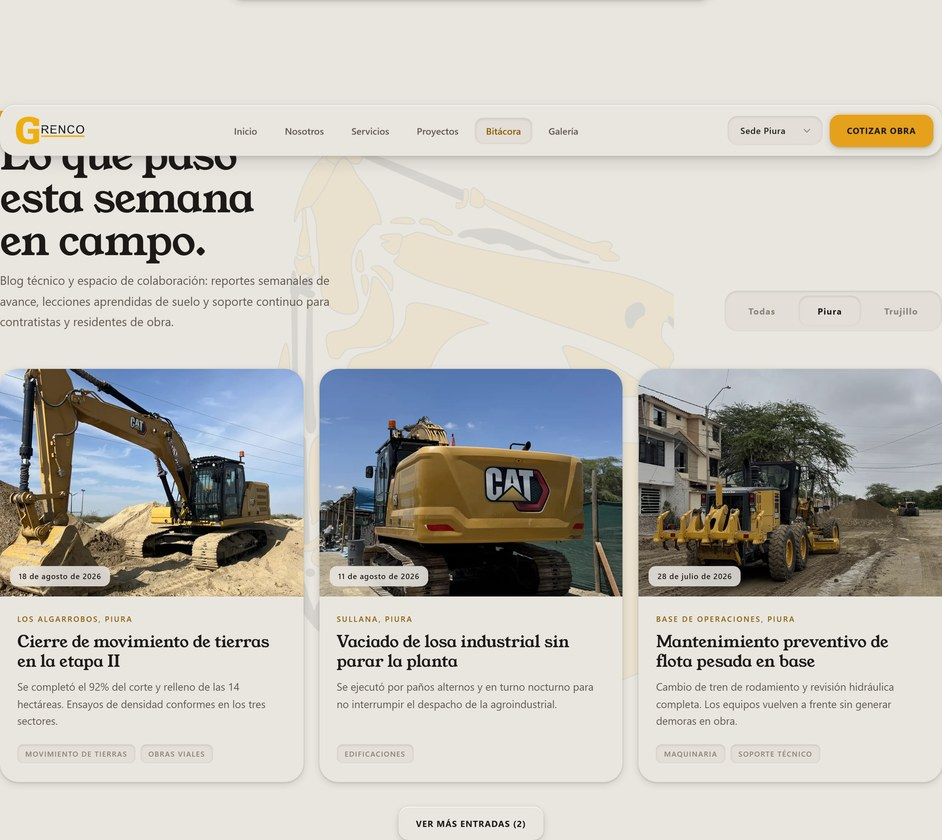 GRENCO
Inicio
Nosotros
Servicios
Proyectos
Bitácora
Galería
Sede Piura
COTIZAR OBRA
Lo que pasó
esta semana
en campo.
Blog técnico y espacio de colaboración: reportes semanales de
avance, lecciones aprendidas de suelo y soporte continuo para
contratistas y residentes de obra.
Todas
Piura
Trujillo
CAT
18 de agosto de 2026
LOS ALGARROBOS, PIURA
Cierre de movimiento de tierras
en la etapa II
Se completó el 92% del corte y relleno de las 14
hectáreas. Ensayos de densidad conformes en los tres
sectores.
MOVIMIENTO DE TIERRAS
OBRAS VIALES
CAT
11 de agosto de 2026
SULLANA, PIURA
Vaciado de losa industrial sin
parar la planta
Se ejecutó por paños alternos y en turno nocturno para
no interrumpir el despacho de la agroindustrial.
EDIFICACIONES
28 de julio de 2026
BASE DE OPERACIONES, PIURA
Mantenimiento preventivo de
flota pesada en base
Cambio de tren de rodamiento y revisión hidráulica
completa. Los equipos vuelven a frente sin generar
demoras en obra.
MAQUINARIA
SOPORTE TÉCNICO
VER MÁS ENTRADAS (2)